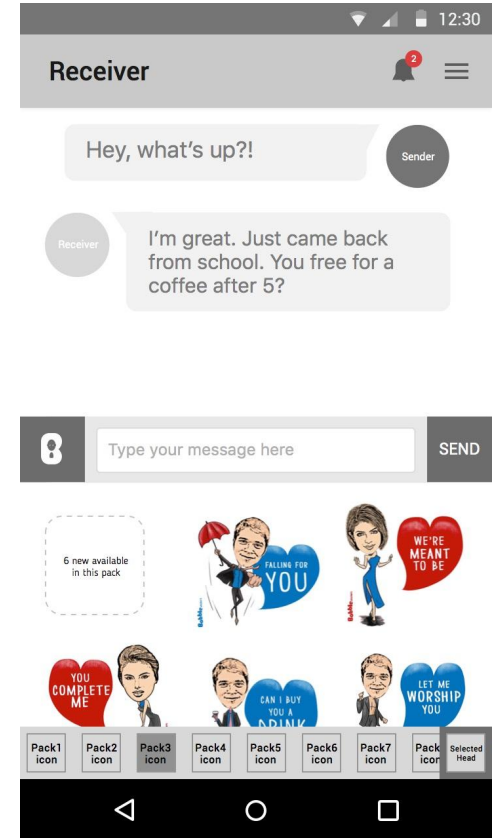 12:30
Receiver
2
Hey, what's up?!
Sender
Receiver
I'm great. Just came back
from school. You free for a
coffee after 5?
Type your message here
SEND
6 new available
in this pack
FALLING FOR
YOU
WE'RE
MEANT
TO BE
YOU
COMPLETE
ME
CAN I BUY
YOU A
DRINK
LET ME
WORSHIP
YOU
Pack1
icon
Pack2
icon
Pack3
icon
Pack4
icon
Pack5
icon
Pack6
icon
Pack7
icon
Pack
icon
Selected
Head